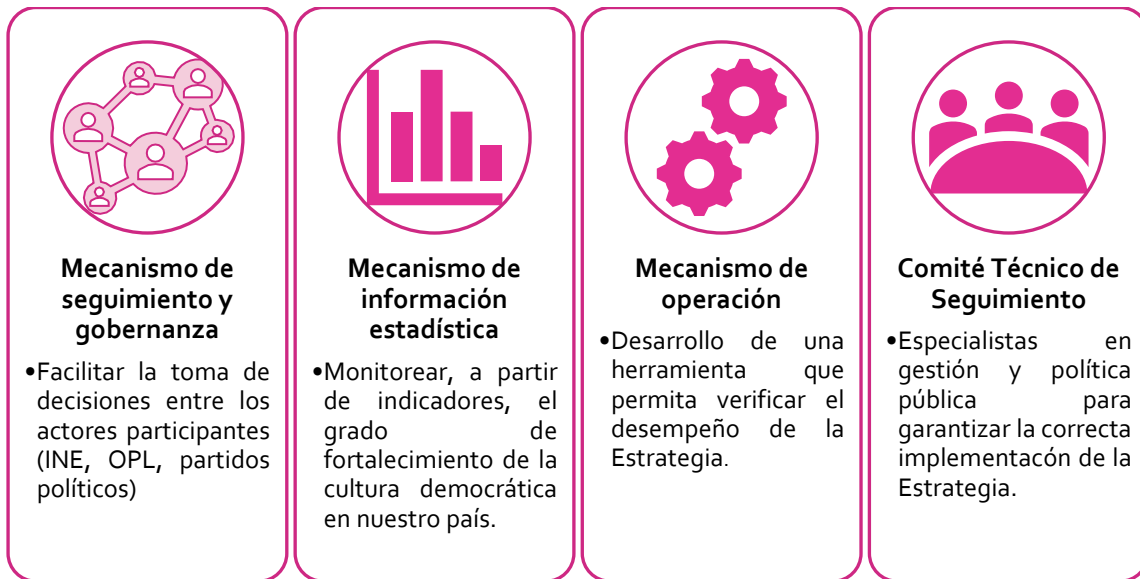 Mecanismo de
seguimiento y
gobernanza
•Facilitar la toma de
decisiones entre los
actores participantes
(INE, OPL, partidos
políticos)
Mecanismo de
información
estadística
•Monitorear, a partir
de indicadores, el
grado de
fortalecimiento de la
cultura democrática
en nuestro país.
Mecanismo de
operación
•Desarrollo de una
herramienta que
permita verificar el
desempeño de la
Estrategia.
Comité Técnico de
Seguimiento
•Especialistas en
gestión y política
pública para
garantizar la correcta
implementacón de la
Estrategia.